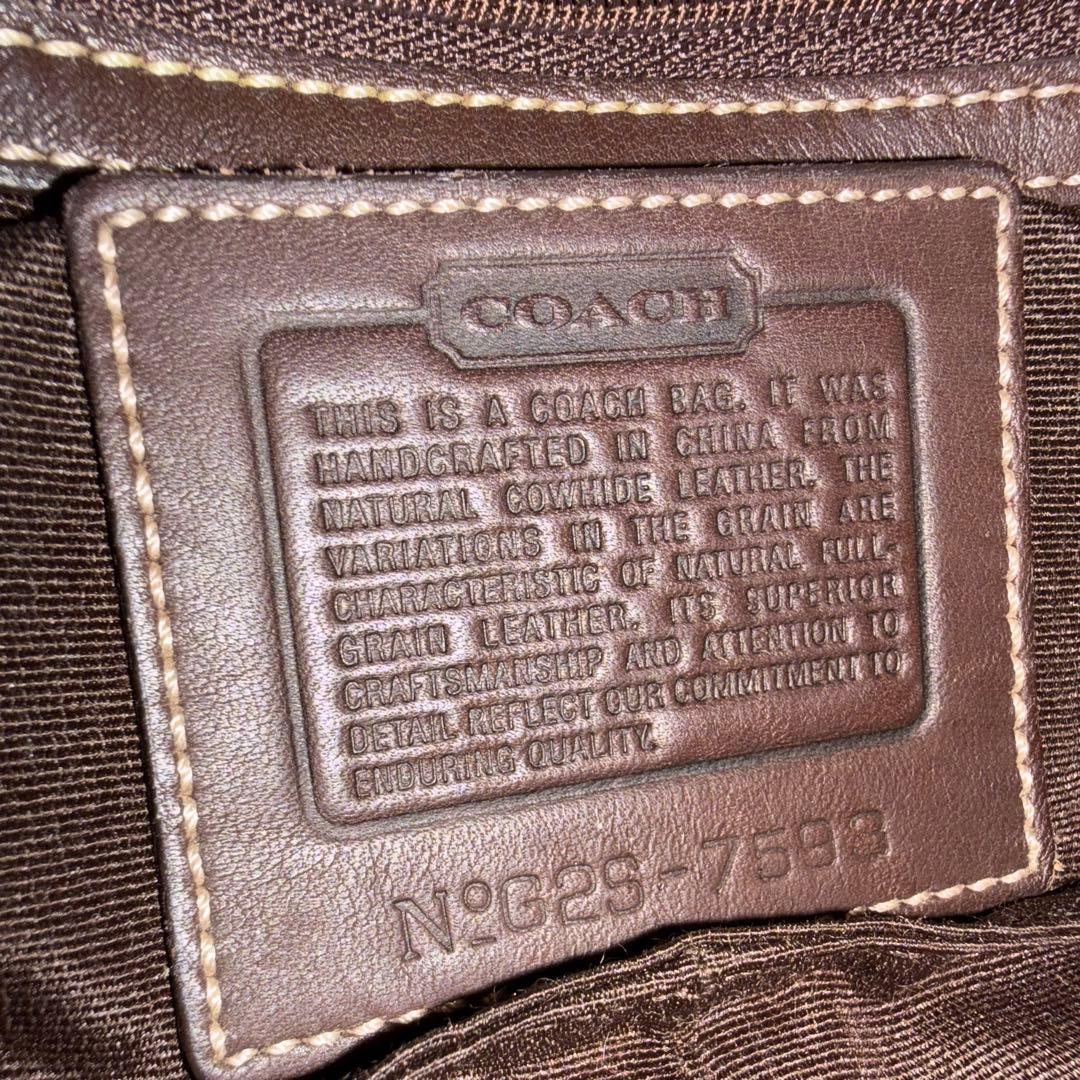 COACH
THIS IS A COACH BAG. IT WAS
HANDCRAFTED IN CHINA FROM
NATURAL COWHIDE LEATHER. THE
VARIATIONS IN THE GRAIN ARE
CHARACTERISTIC OF NATURAL FULL-
GRAIN LEATHER. ITS SUPERIOR
CRAFTSMANSHIP AND ATTENTION TO
DETAIL REFLECT OUR COMMITMENT TO
ENDURING QUALITY.
Nº G2S-7593